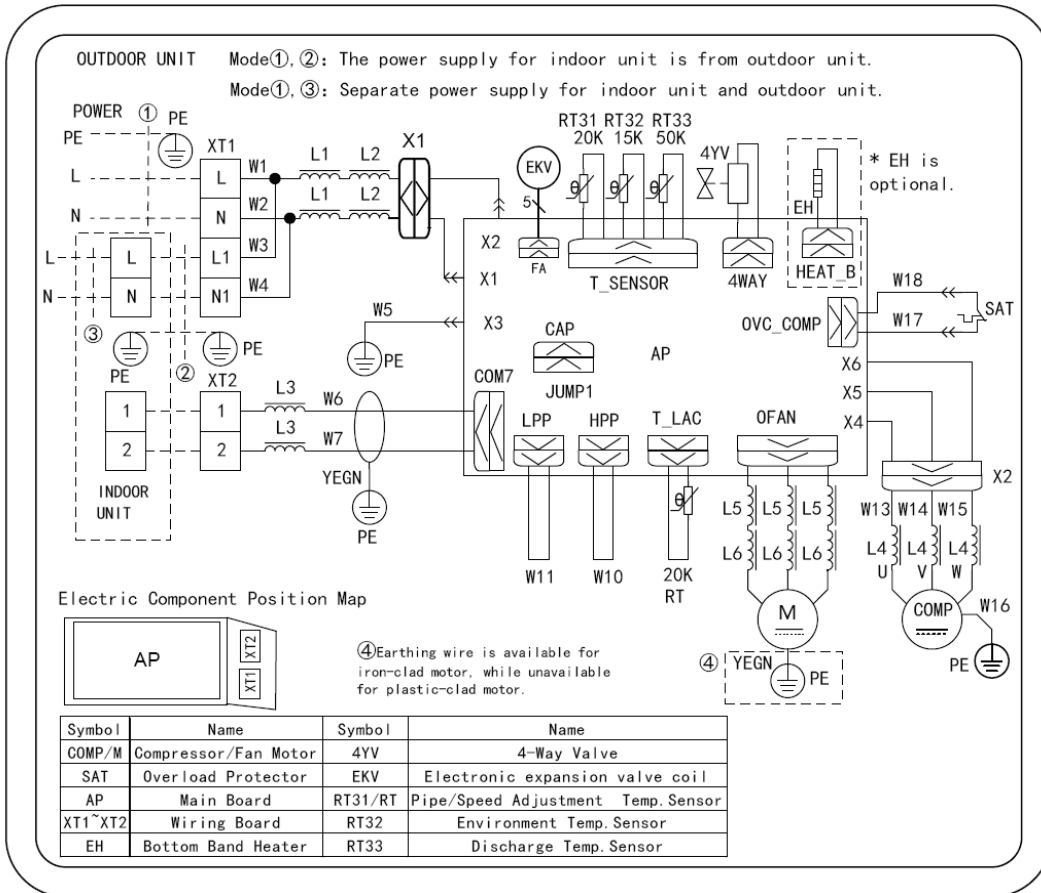 OUTDOOR UNIT Mode①,②: The power supply for indoor unit is from outdoor unit.
Mode①,③: Separate power supply for indoor unit and outdoor unit.
POWER ① PE
PE
XT1
L
L
W1
L1 L2
X1
N
N
W2
L1 L2
L
L
L1
W3
N
N
N1
W4
③
PE
②
PE
XT2
1
1
L3
W6
2
2
L3
W7
INDOOR
UNIT
YEGN
PE
W5
PE
EKV
5
FA
RT31 RT32 RT33
20K 15K 50K
θ θ θ
T_SENSOR
4YV
4WAY
EH
HEAT_B
* EH is
optional.
X2
X1
X3
CAP
JUMP1
AP
COM7
LPP
HPP
T_LAC
OFAN
OVC_COMP
W18
W17
SAT
X6
X5
X4
X2
W11
W10
θ
20K
RT
L5 L5 L5
L6 L6 L6
M
④ YEGN
PE
W13 W14 W15
L4 L4 L4
U V W
COMP
W16
PE
Electric Component Position Map
AP
XT2
XT1
④Earthing wire is available for
iron-clad motor, while unavailable
for plastic-clad motor.
Symbol Name Symbol Name
COMP/M Compressor/Fan Motor 4YV 4-Way Valve
SAT Overload Protector EKV Electronic expansion valve coil
AP Main Board RT31/RT Pipe/Speed Adjustment Temp.Sensor
XT1~XT2 Wiring Board RT32 Environment Temp.Sensor
EH Bottom Band Heater RT33 Discharge Temp.Sensor